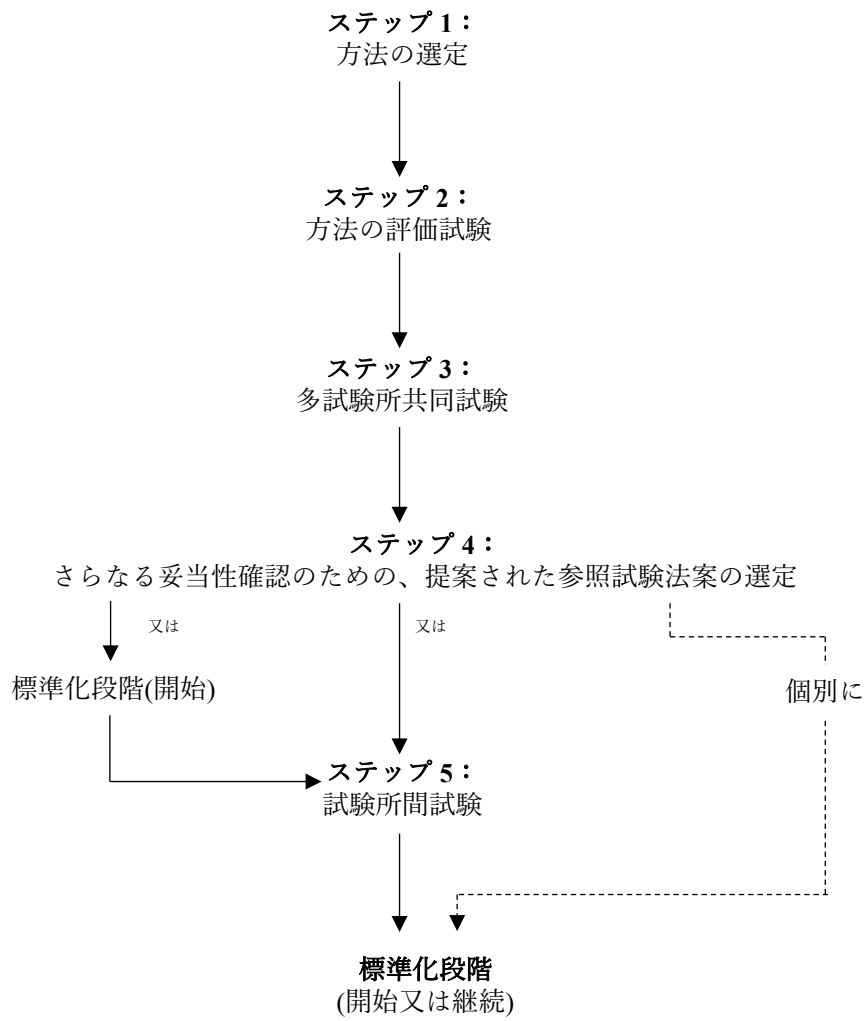 ステップ 1：
方法の選定
ステップ 2：
方法の評価試験
ステップ 3：
多試験所共同試験
ステップ 4：
さらなる妥当性確認のための、提案された参照試験法案の選定
又は
又は
標準化段階(開始)
個別に
ステップ 5：
試験所間試験
標準化段階
(開始又は継続)